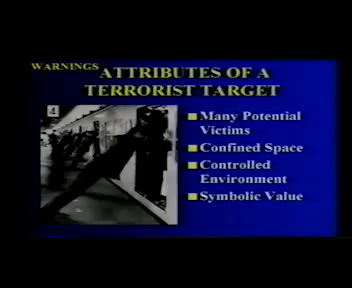 WARNINGS
ATTRIBUTES OF A
TERRORIST TARGET
4
Many Potential
Victims
Confined Space
Controlled
Environment
Symbolic Value